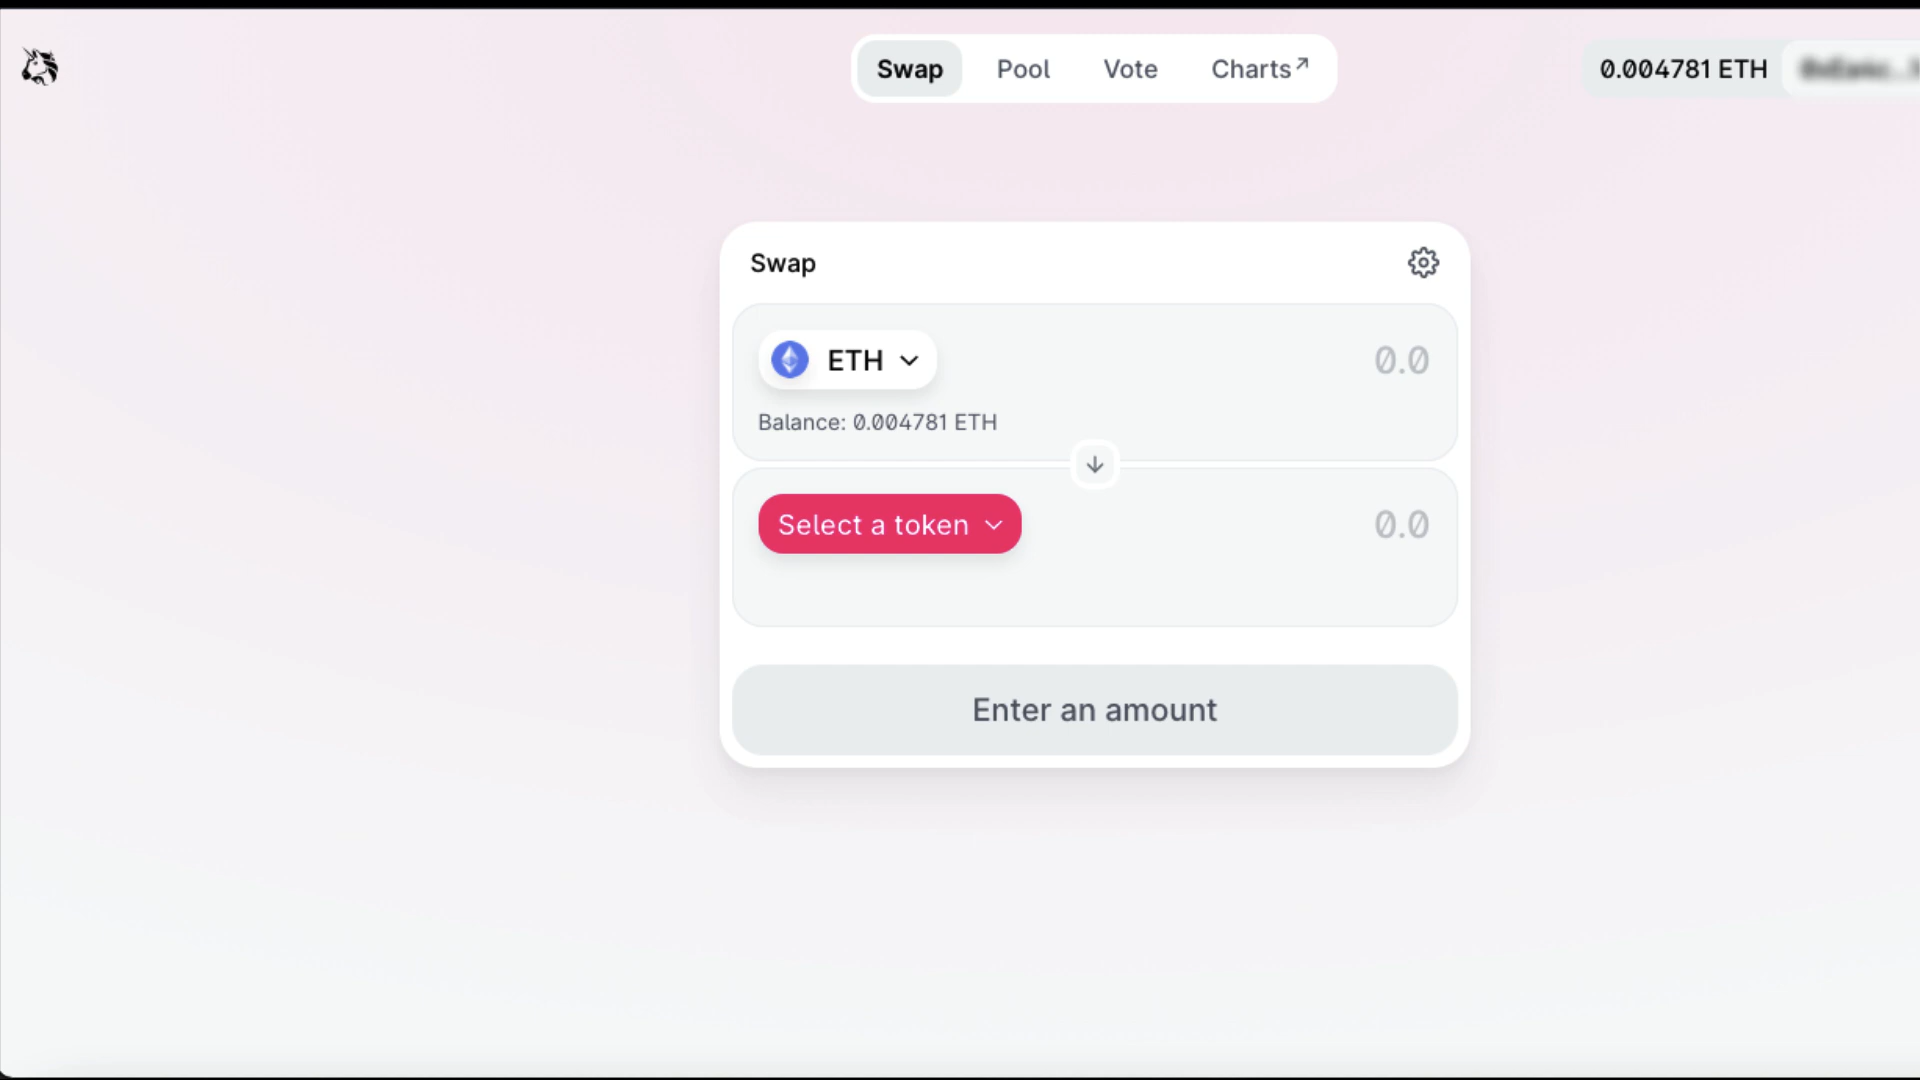 Swap Pool Vote Charts↗ 0.004781 ETH
Swap
ETH 0.0
Balance: 0.004781 ETH
Select a token 0.0
Enter an amount